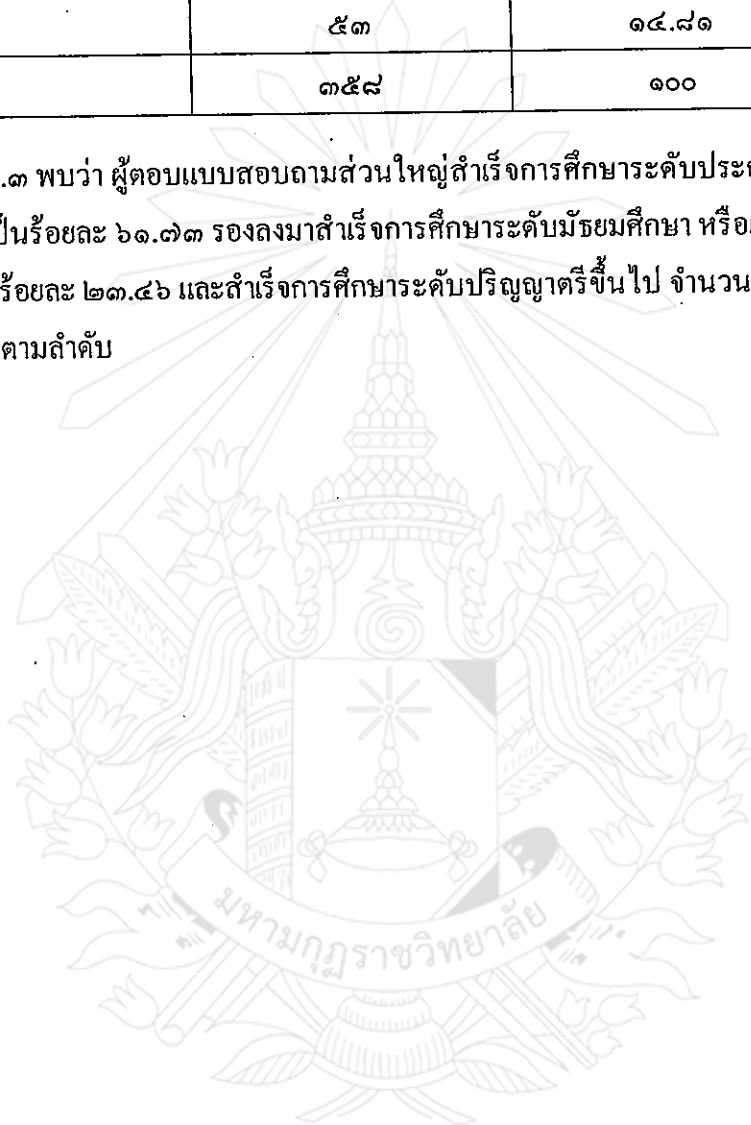 ๕๓ ๑๔.๘๑
๓๕๘ ๑๐๐
.๓ พบว่า ผู้ตอบแบบสอบถามส่วนใหญ่สำเร็จการศึกษาระดับประถ
ป็นร้อยละ ๖๑.๗๓ รองลงมาสำเร็จการศึกษาระดับมัธยมศึกษา หรือ
ร้อยละ ๒๓.๔๖ และสำเร็จการศึกษาระดับปริญญาตรีขึ้นไป จำนวน
ตามลำดับ
มหามกุฏราชวิทยาลัย